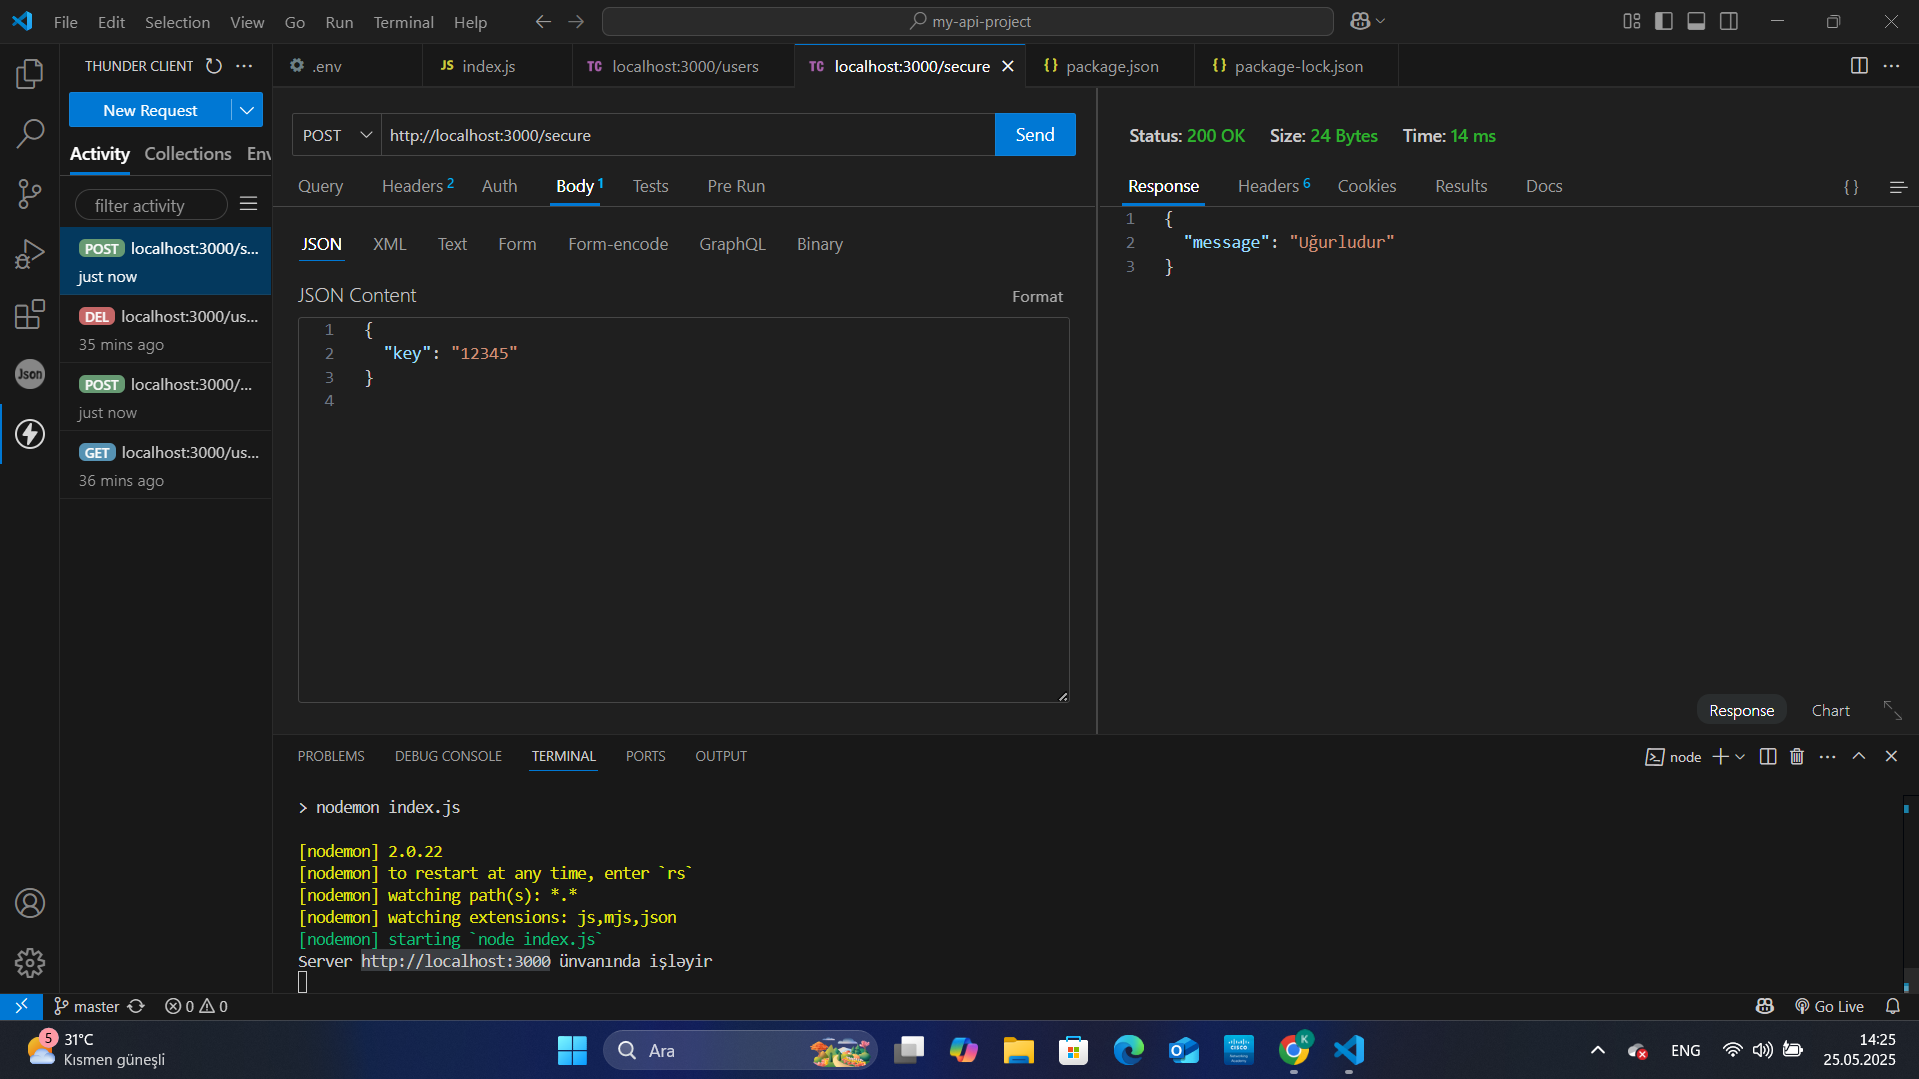 File Edit Selection View Go Run Terminal Help
my-api-project
THUNDER CLIENT
.env
JS index.js
TC localhost:3000/users
TC localhost:3000/secure
{} package.json
{} package-lock.json
New Request
Activity Collections Env
filter activity
POST localhost:3000/s...
just now
DEL localhost:3000/us...
35 mins ago
POST localhost:3000/...
just now
GET localhost:3000/us...
36 mins ago
Json
POST http://localhost:3000/secure Send
Query Headers 2 Auth Body 1 Tests Pre Run
JSON XML Text Form Form-encode GraphQL Binary
JSON Content
Format
1 {
2 "key": "12345"
3 }
4
Status: 200 OK Size: 24 Bytes Time: 14 ms
Response Headers 6 Cookies Results Docs { }
1 {
2 "message": "Uğurludur"
3 }
Response Chart
PROBLEMS DEBUG CONSOLE TERMINAL PORTS OUTPUT
node
> nodemon index.js
[nodemon] 2.0.22
[nodemon] to restart at any time, enter `rs`
[nodemon] watching path(s): *.*
[nodemon] watching extensions: js,mjs,json
[nodemon] starting `node index.js`
Server http://localhost:3000 ünvanında işləyir
master 0 0
Go Live
5
31°C
Kısmen güneşli
Ara
K
ENG
14:25
25.05.2025